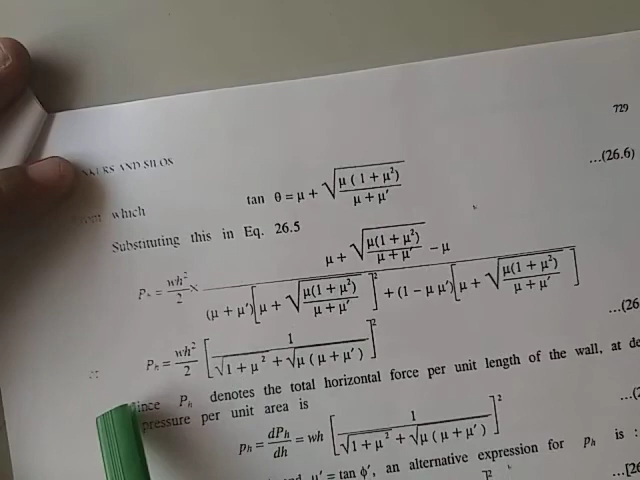 729
AND SILOS
which tan θ = μ + √(μ ( 1 + μ²) / μ + μ′) ...(26.6)
Substituting this in Eq. 26.5
Pₕ = wh²/2 × (μ + √(μ(1 + μ²) / μ + μ′) − μ) / ((μ + μ′)[μ + √(μ(1 + μ²) / μ + μ′)]² + (1 − μ μ′)[μ + √(μ(1 + μ²) / μ + μ′)])
∴ Pₕ = wh²/2 [1 / (√1 + μ² + √μ ( μ + μ′ ))]² ...(26
Pₕ denotes the total horizontal force per unit length of the wall, at
pressure per unit area is
pₕ = dPₕ/dh = wh [1 / (√1 + μ² + √μ ( μ + μ′ ))]² ...(2
μ′ = tan φ′, an alternative expression for pₕ is :
...[26